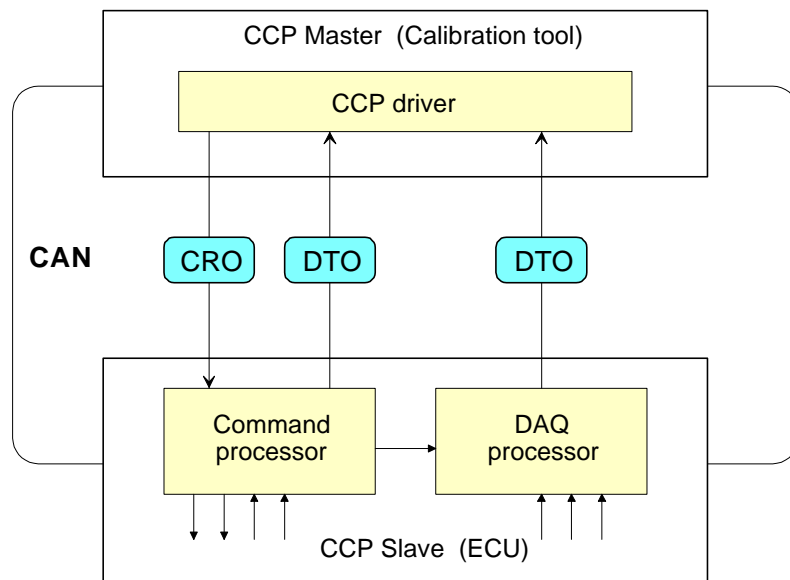 CCP Master (Calibration tool)
CCP driver
CAN
CRO
DTO
DTO
Command
processor
DAQ
processor
CCP Slave (ECU)